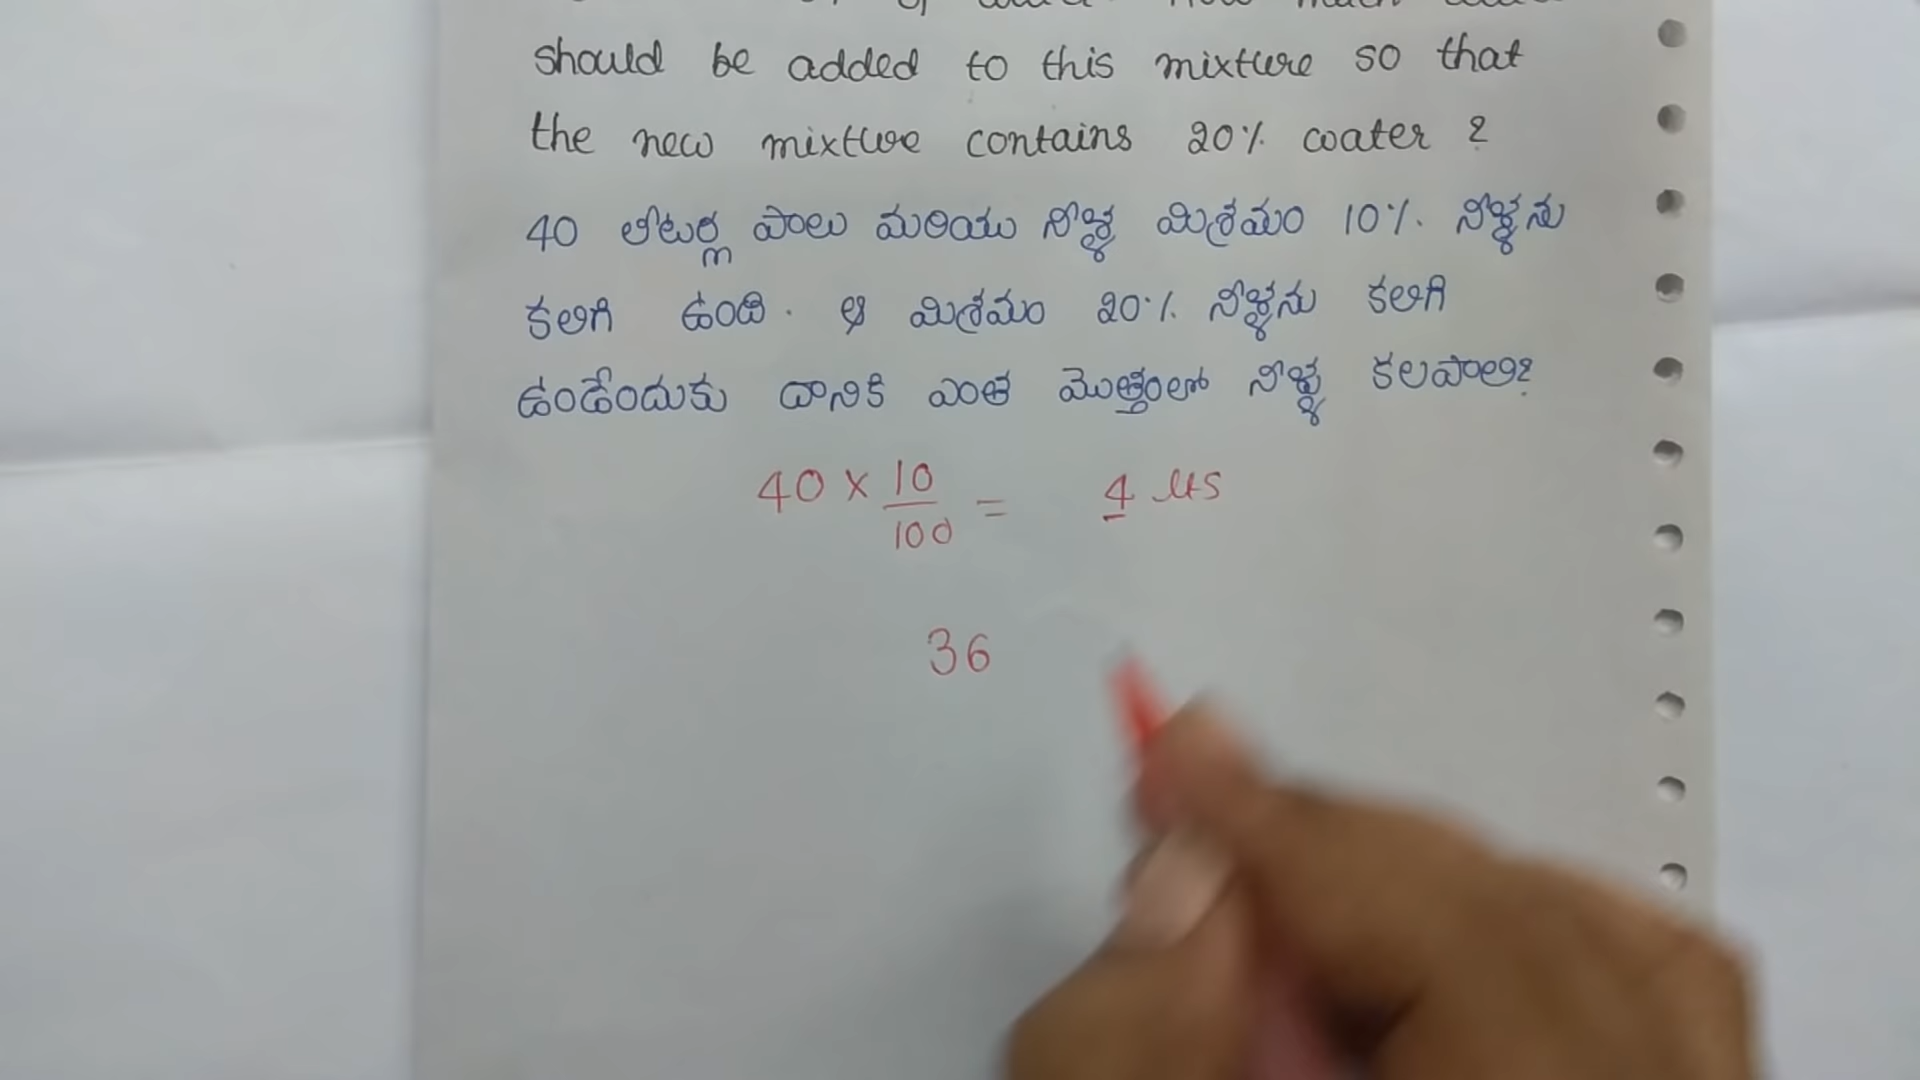 should be added to this mixture so that
the new mixture contains 20% water ?
40 లీటర్ల పాలు మరియు నీళ్ళ మిశ్రమం 10%. నీళ్ళను
కలిగి ఉంది. ఆ మిశ్రమం 20%. నీళ్ళను కలిగి
ఉండేందుకు దానికి ఎంత మొత్తంలో నీళ్ళు కలపాలి?
40 × 10/100 = 4 lts
36